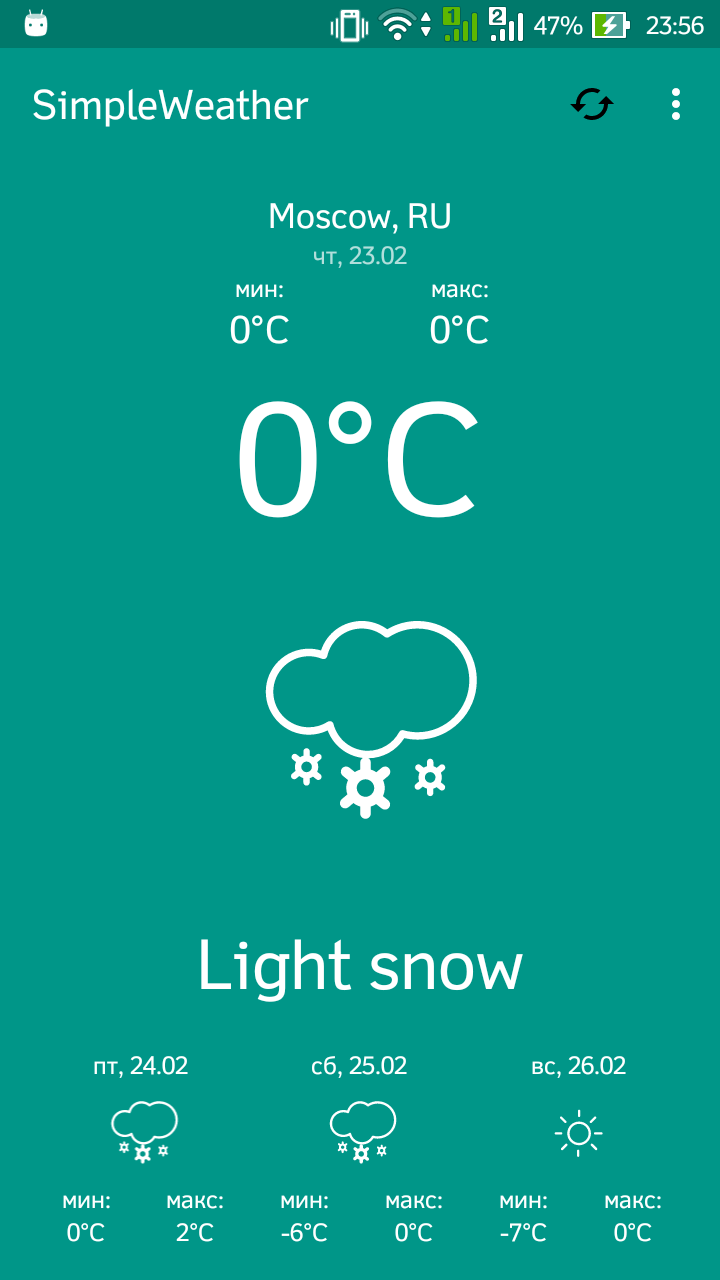 1 2 47% 23:56
SimpleWeather
Moscow, RU
чт, 23.02
мин: макс:
0°C 0°C
0°C
Light snow
пт, 24.02 сб, 25.02 вс, 26.02
мин: макс: мин: макс: мин: макс:
0°C 2°C -6°C 0°C -7°C 0°C